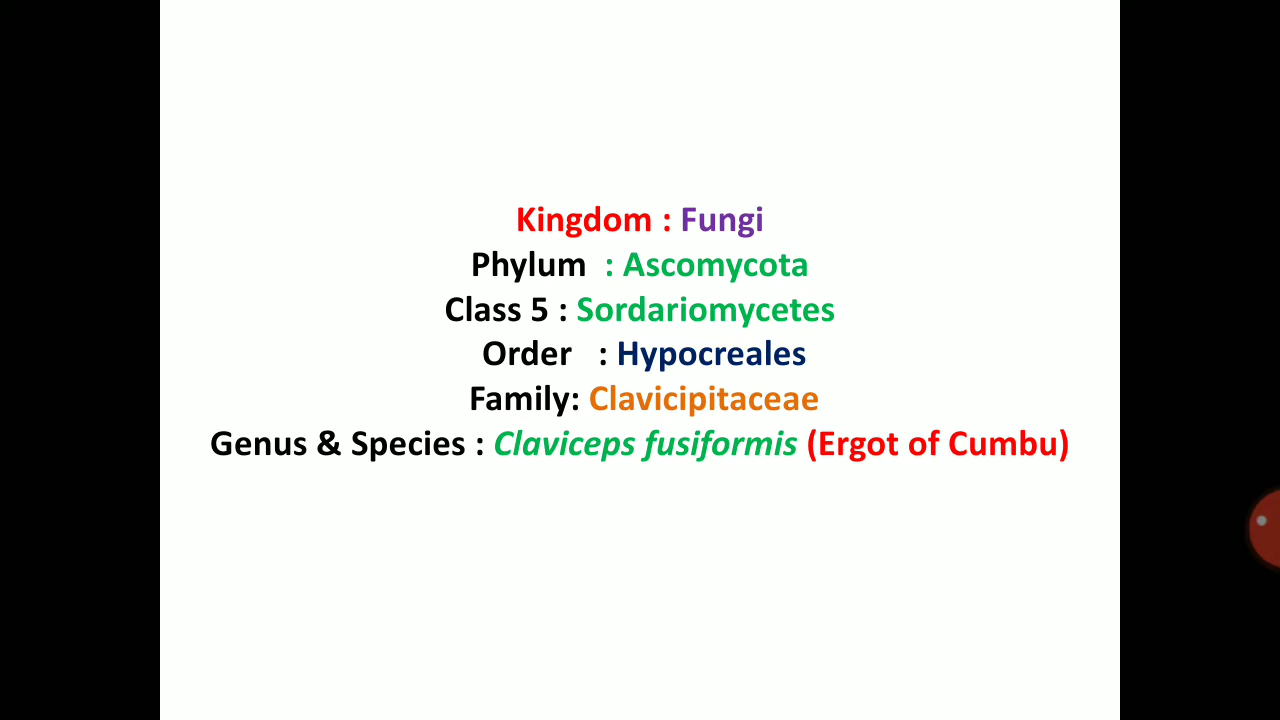 Kingdom : Fungi
Phylum : Ascomycota
Class 5 : Sordariomycetes
Order : Hypocreales
Family: Clavicipitaceae
Genus & Species : Claviceps fusiformis (Ergot of Cumbu)